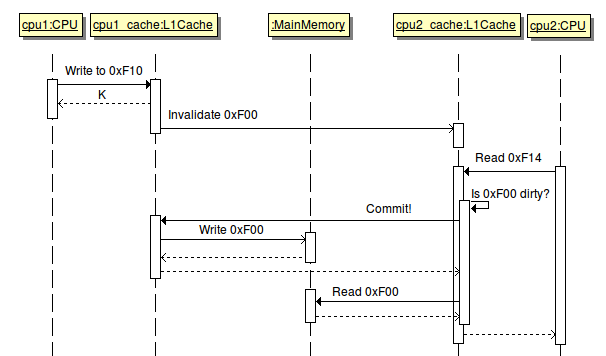 cpu1:CPU
cpu1_cache:L1Cache
:MainMemory
cpu2_cache:L1Cache
cpu2:CPU
Write to 0xF10
K
Invalidate 0xF00
Read 0xF14
Is 0xF00 dirty?
Commit!
Write 0xF00
Read 0xF00